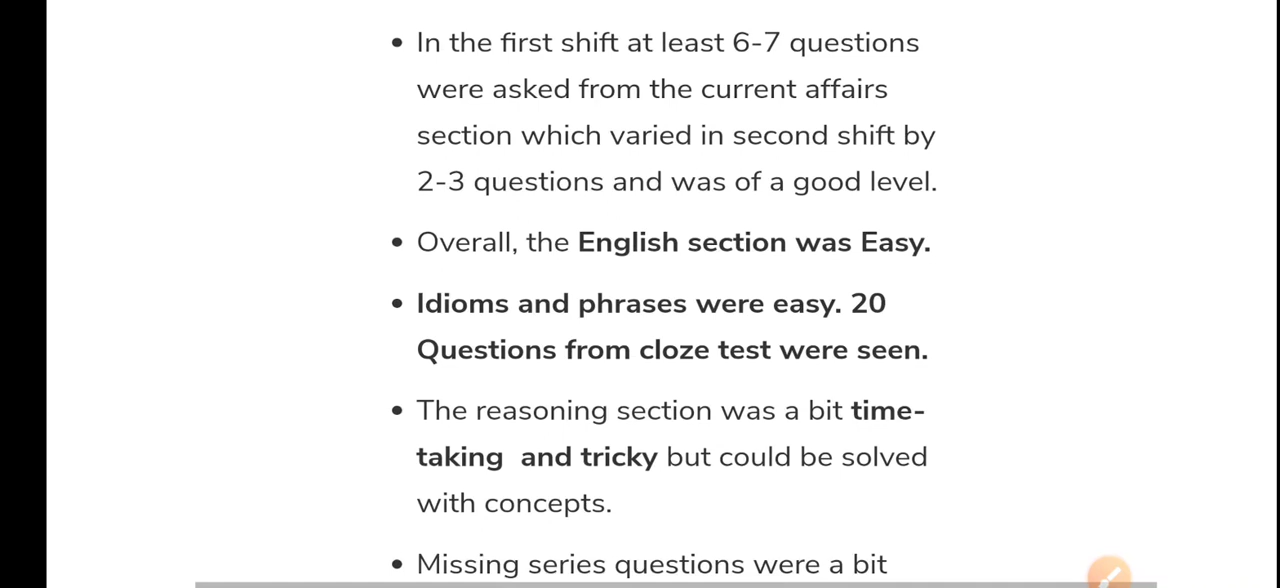 • In the first shift at least 6-7 questions
were asked from the current affairs
section which varied in second shift by
2-3 questions and was of a good level.
• Overall, the English section was Easy.
• Idioms and phrases were easy. 20
Questions from cloze test were seen.
• The reasoning section was a bit time-
taking  and tricky but could be solved
with concepts.
• Missing series questions were a bit